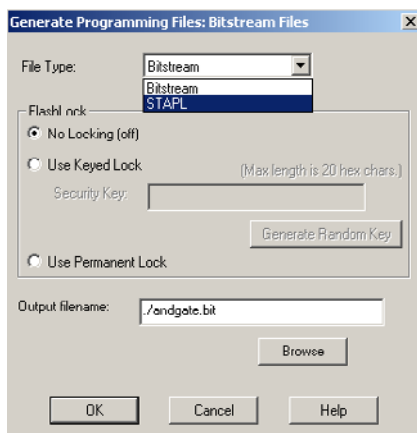 Generate Programming Files: Bitstream Files
File Type:
Bitstream
Bitstream
STAPL
FlashLock
No Locking (off)
Use Keyed Lock
(Max length is 20 hex chars.)
Security Key:
Generate Random Key
Use Permanent Lock
Output filename:
./andgate.bit
Browse
OK
Cancel
Help